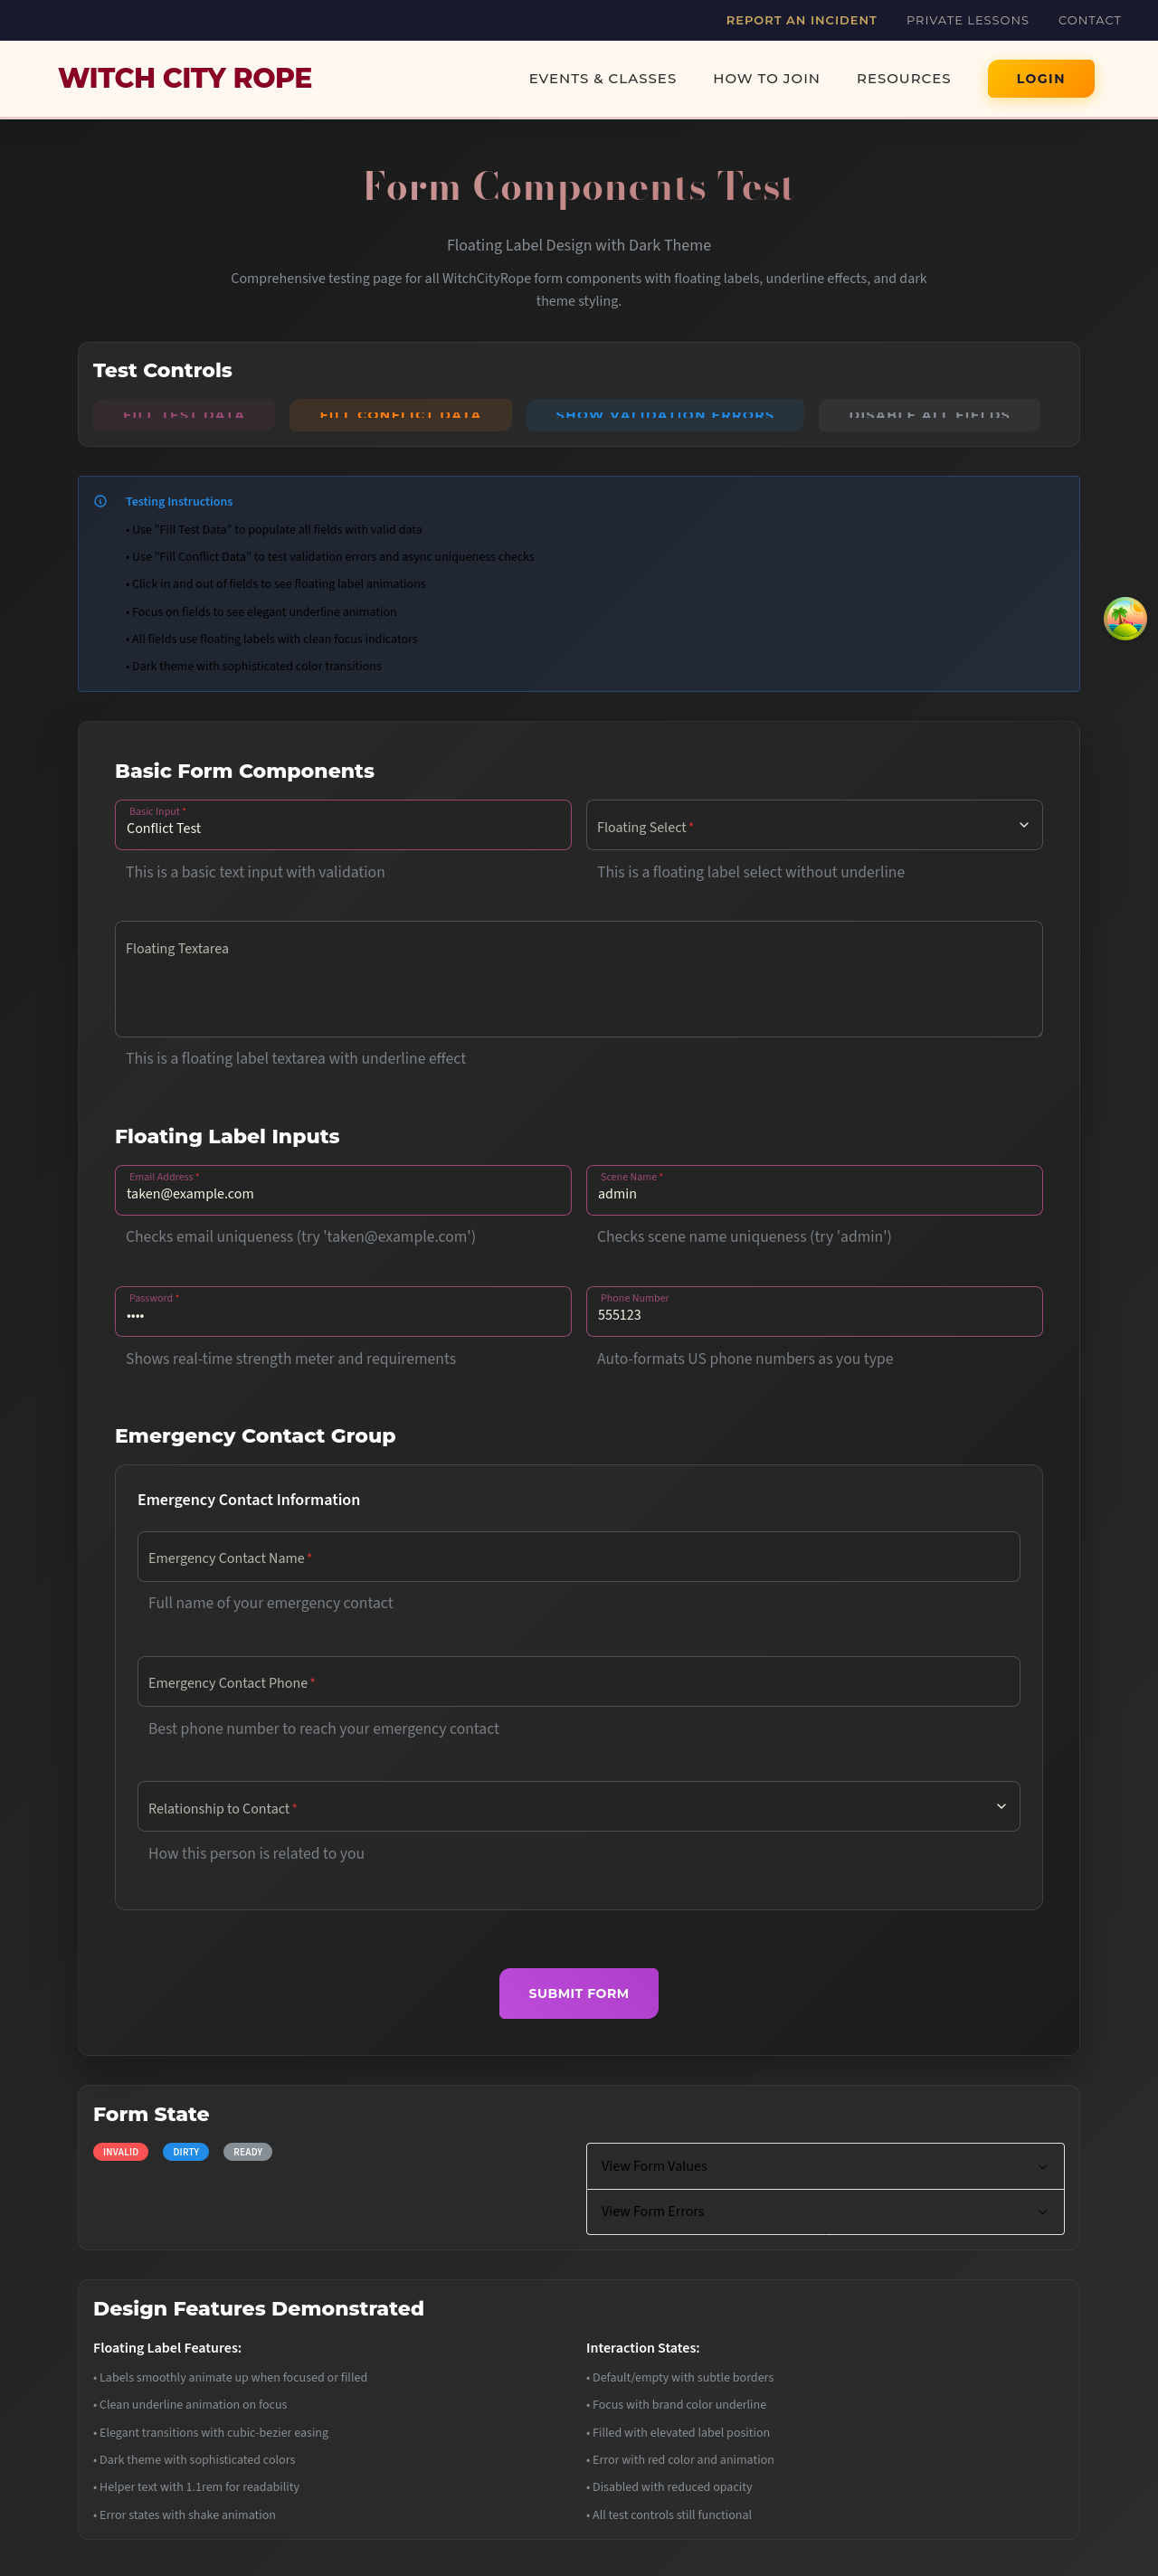 REPORT AN INCIDENT PRIVATE LESSONS CONTACT
WITCH CITY ROPE EVENTS & CLASSES HOW TO JOIN RESOURCES LOGIN
Form Components Test
Floating Label Design with Dark Theme
Comprehensive testing page for all WitchCityRope form components with floating labels, underline effects, and dark
theme styling.
Test Controls
FILL TEST DATA FILL CONFLICT DATA SHOW VALIDATION ERRORS DISABLE ALL FIELDS
Testing Instructions
• Use "Fill Test Data" to populate all fields with valid data
• Use "Fill Conflict Data" to test validation errors and async uniqueness checks
• Click in and out of fields to see floating label animations
• Focus on fields to see elegant underline animation
• All fields use floating labels with clean focus indicators
• Dark theme with sophisticated color transitions
Basic Form Components
Basic Input *
Conflict Test
Floating Select *
This is a basic text input with validation
This is a floating label select without underline
Floating Textarea
This is a floating label textarea with underline effect
Floating Label Inputs
Email Address *
taken@example.com
Scene Name *
admin
Checks email uniqueness (try 'taken@example.com')
Checks scene name uniqueness (try 'admin')
Password *
••••
Phone Number
555123
Shows real-time strength meter and requirements
Auto-formats US phone numbers as you type
Emergency Contact Group
Emergency Contact Information
Emergency Contact Name *
Full name of your emergency contact
Emergency Contact Phone *
Best phone number to reach your emergency contact
Relationship to Contact *
How this person is related to you
SUBMIT FORM
Form State
INVALID DIRTY READY
View Form Values
View Form Errors
Design Features Demonstrated
Floating Label Features:
• Labels smoothly animate up when focused or filled
• Clean underline animation on focus
• Elegant transitions with cubic-bezier easing
• Dark theme with sophisticated colors
• Helper text with 1.1rem for readability
• Error states with shake animation
Interaction States:
• Default/empty with subtle borders
• Focus with brand color underline
• Filled with elevated label position
• Error with red color and animation
• Disabled with reduced opacity
• All test controls still functional